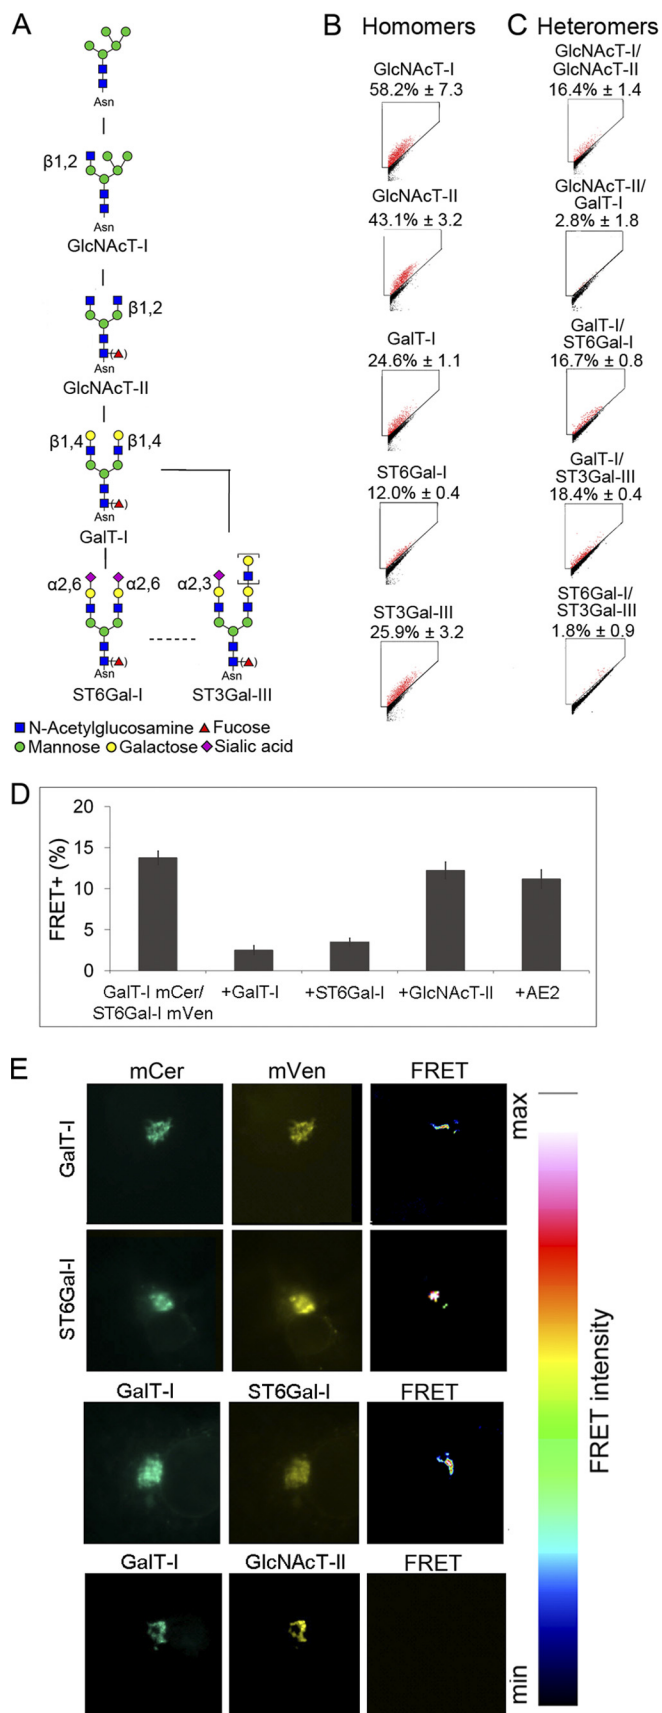 A
Asn
β1,2
Asn
GlcNAcT-I
β1,2
( )
Asn
GlcNAcT-II
β1,4 β1,4
( )
Asn
GalT-I
α2,6 α2,6 α2,3
( ) ( )
Asn Asn
ST6Gal-I ST3Gal-III
N-Acetylglucosamine Fucose
Mannose Galactose Sialic acid
B Homomers
GlcNAcT-I
58.2% ± 7.3
GlcNAcT-II
43.1% ± 3.2
GalT-I
24.6% ± 1.1
ST6Gal-I
12.0% ± 0.4
ST3Gal-III
25.9% ± 3.2
C Heteromers
GlcNAcT-I/
GlcNAcT-II
16.4% ± 1.4
GlcNAcT-II/
GalT-I
2.8% ± 1.8
GalT-I/
ST6Gal-I
16.7% ± 0.8
GalT-I/
ST3Gal-III
18.4% ± 0.4
ST6Gal-I/
ST3Gal-III
1.8% ± 0.9
D
FRET+ (%)
20
15
10
5
0
GalT-I mCer/
ST6Gal-I mVen
+GalT-I
+ST6Gal-I
+GlcNAcT-II
+AE2
E
mCer mVen FRET
GalT-I
ST6Gal-I
GalT-I ST6Gal-I FRET
GalT-I GlcNAcT-II FRET
max
FRET intensity
min